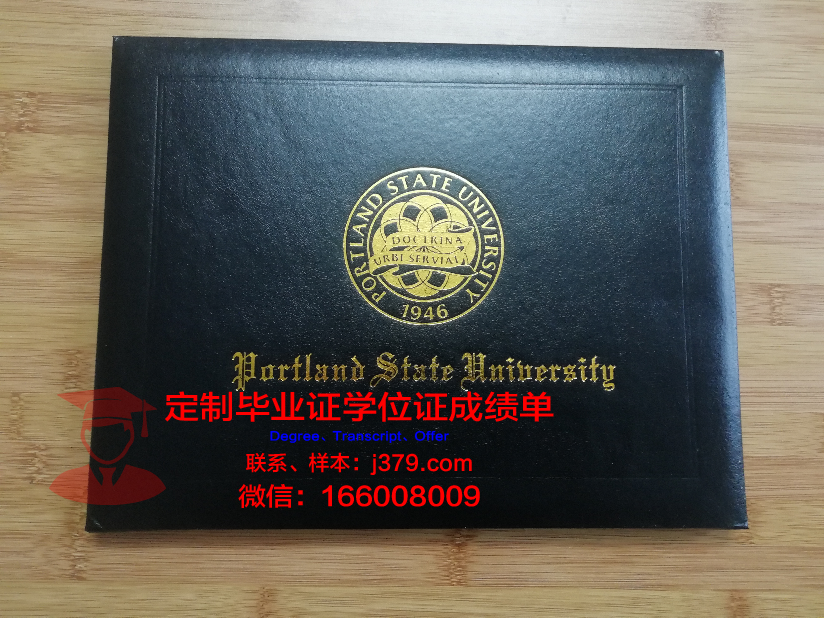 PORTLAND STATE UNIVERSITY
DOCTRINA
URBI SERVIAT
1946
Portland State University
定制毕业证学位证成绩单
Degree、Transcript、Offer
联系、样本：j379.com
微信：166008009